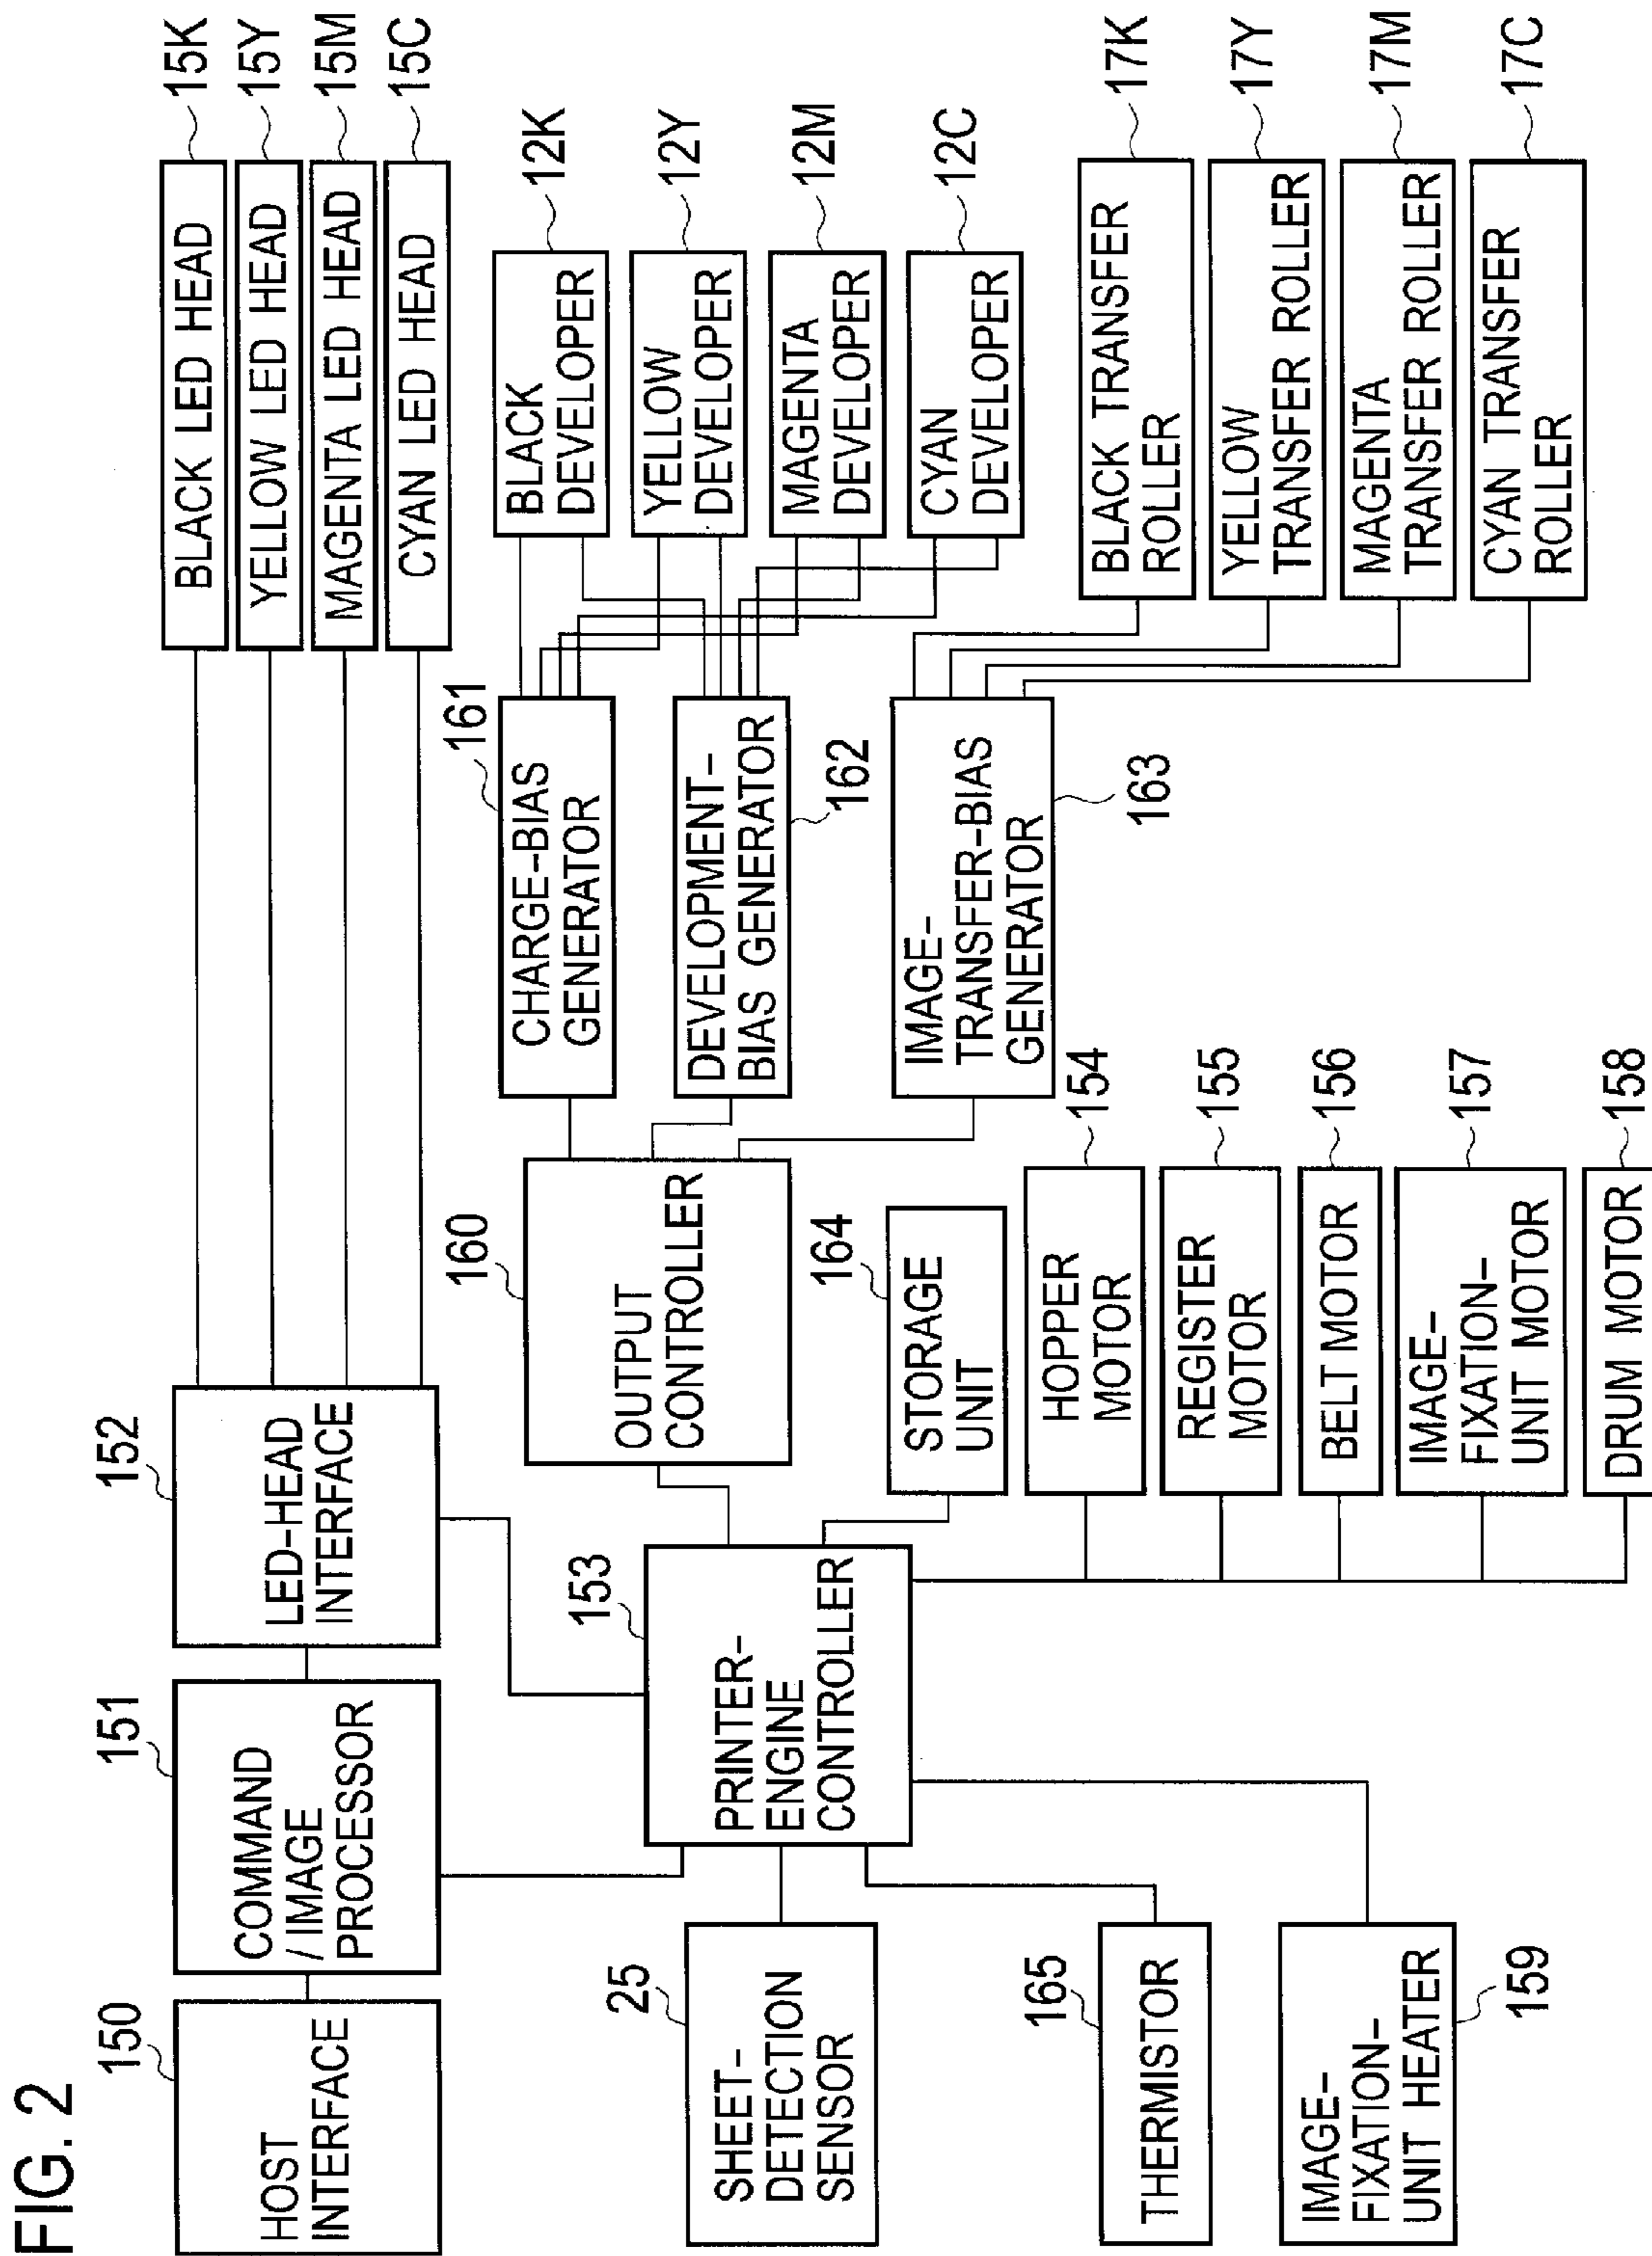 FIG. 2
150
HOST
INTERFACE
151
COMMAND
/ IMAGE
PROCESSOR
152
LED-HEAD
INTERFACE
BLACK LED HEAD
15K
YELLOW LED HEAD
15Y
MAGENTA LED HEAD
15M
CYAN LED HEAD
15C
25
SHEET-
DETECTION
SENSOR
165
THERMISTOR
159
IMAGE-
FIXATION-
UNIT HEATER
153
PRINTER-
ENGINE
CONTROLLER
160
OUTPUT
CONTROLLER
164
STORAGE
UNIT
HOPPER
MOTOR
154
REGISTER
MOTOR
155
BELT MOTOR
156
IMAGE-
FIXATION-
UNIT MOTOR
157
DRUM MOTOR
158
161
CHARGE-BIAS
GENERATOR
162
DEVELOPMENT-
BIAS GENERATOR
163
IMAGE-
TRANSFER-BIAS
GENERATOR
BLACK
DEVELOPER
12K
YELLOW
DEVELOPER
12Y
MAGENTA
DEVELOPER
12M
CYAN
DEVELOPER
12C
BLACK TRANSFER
ROLLER
17K
YELLOW
TRANSFER ROLLER
17Y
MAGENTA
TRANSFER ROLLER
17M
CYAN TRANSFER
ROLLER
17C